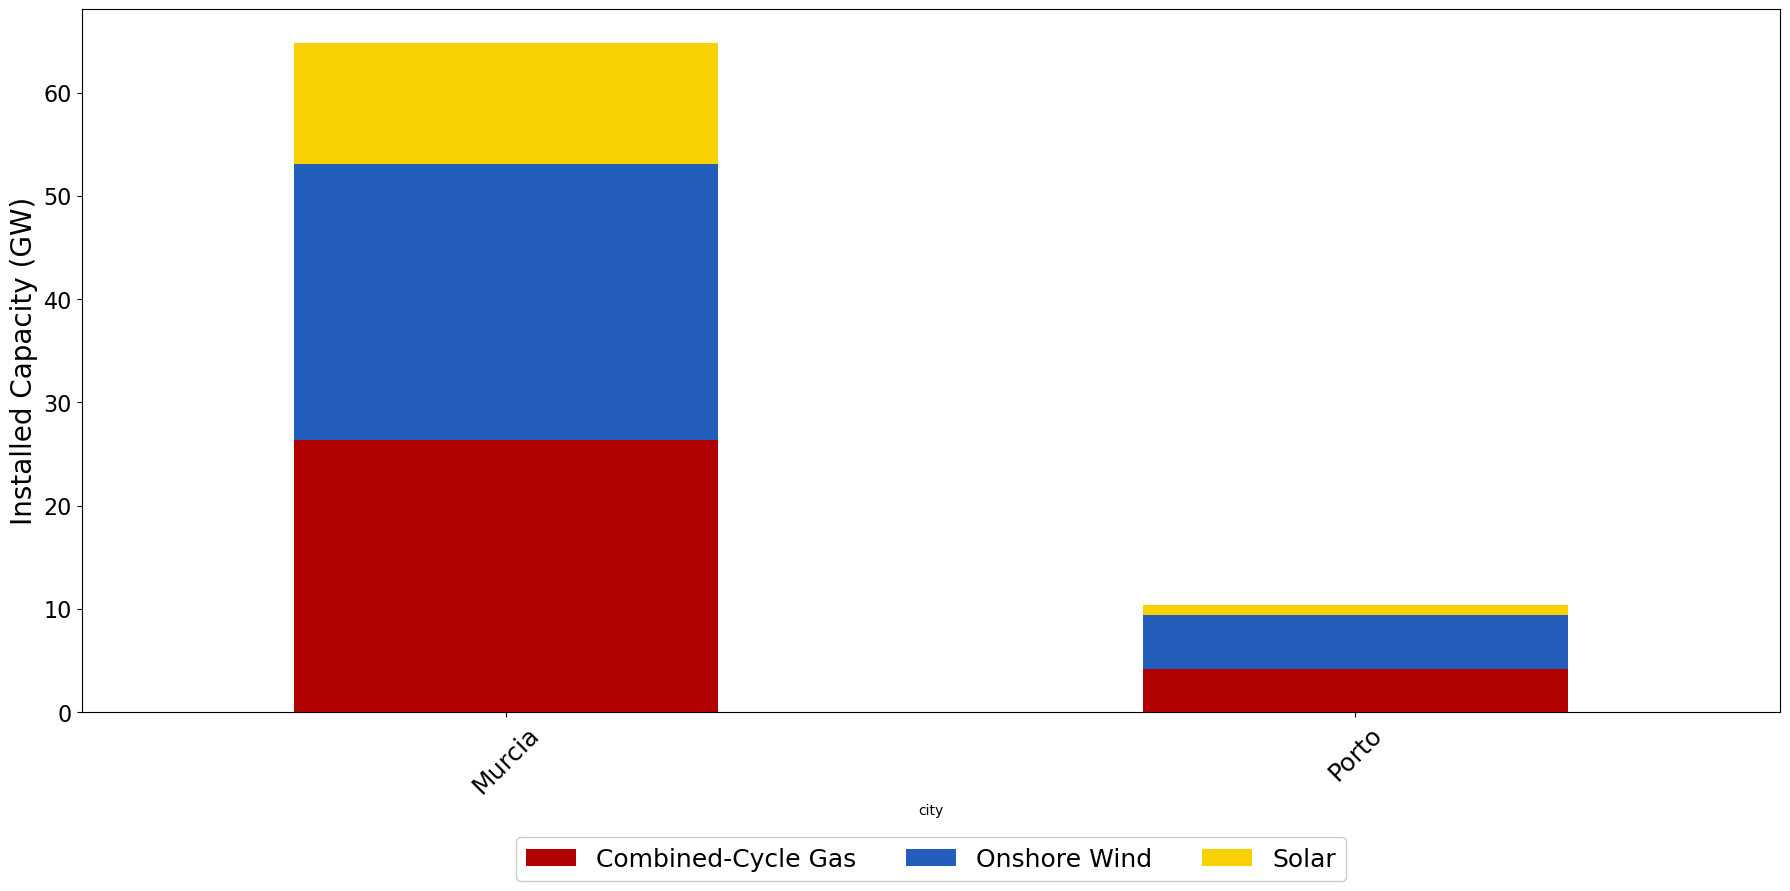 Installed Capacity (GW)
60
50
40
30
20
10
0
Murcia
Porto
city
Combined-Cycle Gas
Onshore Wind
Solar